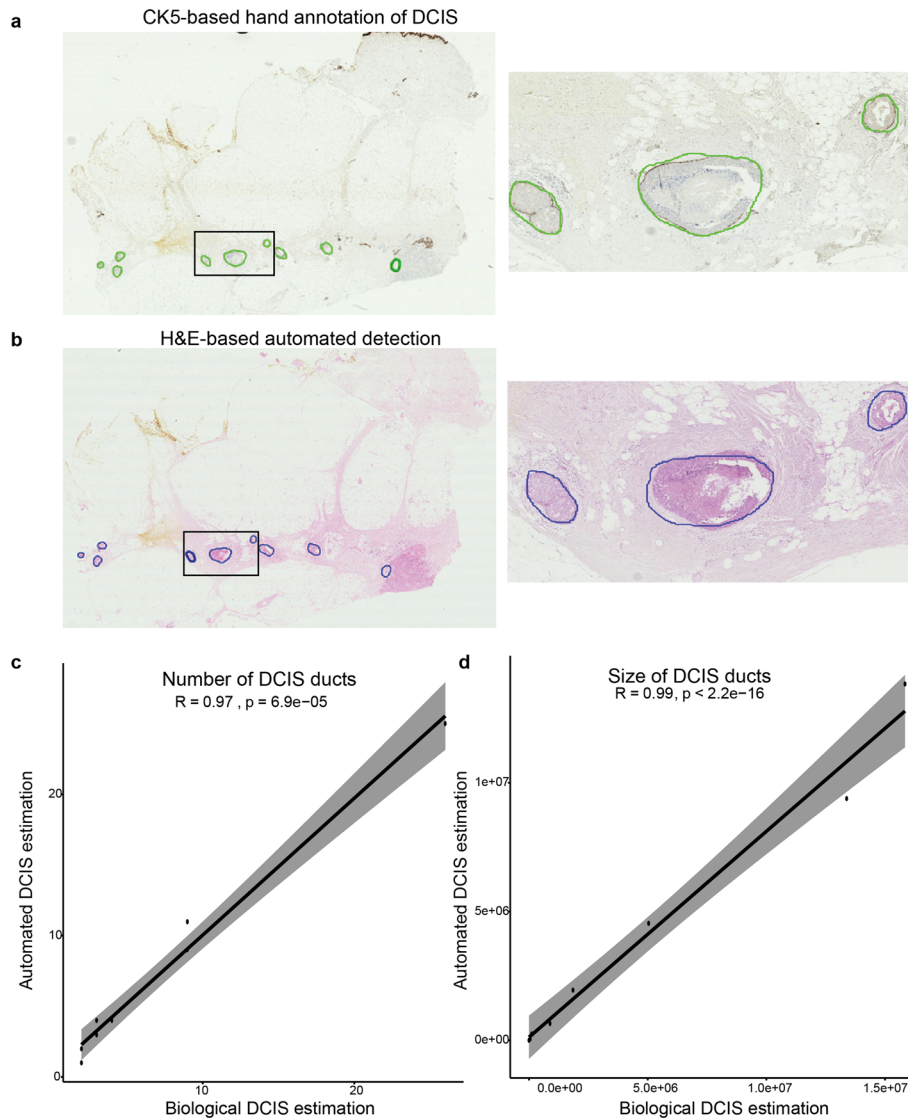 a
CK5-based hand annotation of DCIS
b
H&E-based automated detection
c
Number of DCIS ducts
R = 0.97 , p = 6.9e−05
Automated DCIS estimation
20
10
0
10
20
Biological DCIS estimation
d
Size of DCIS ducts
R = 0.99, p < 2.2e−16
Automated DCIS estimation
1e+07
5e+06
0e+00
0.0e+00
5.0e+06
1.0e+07
1.5e+07
Biological DCIS estimation